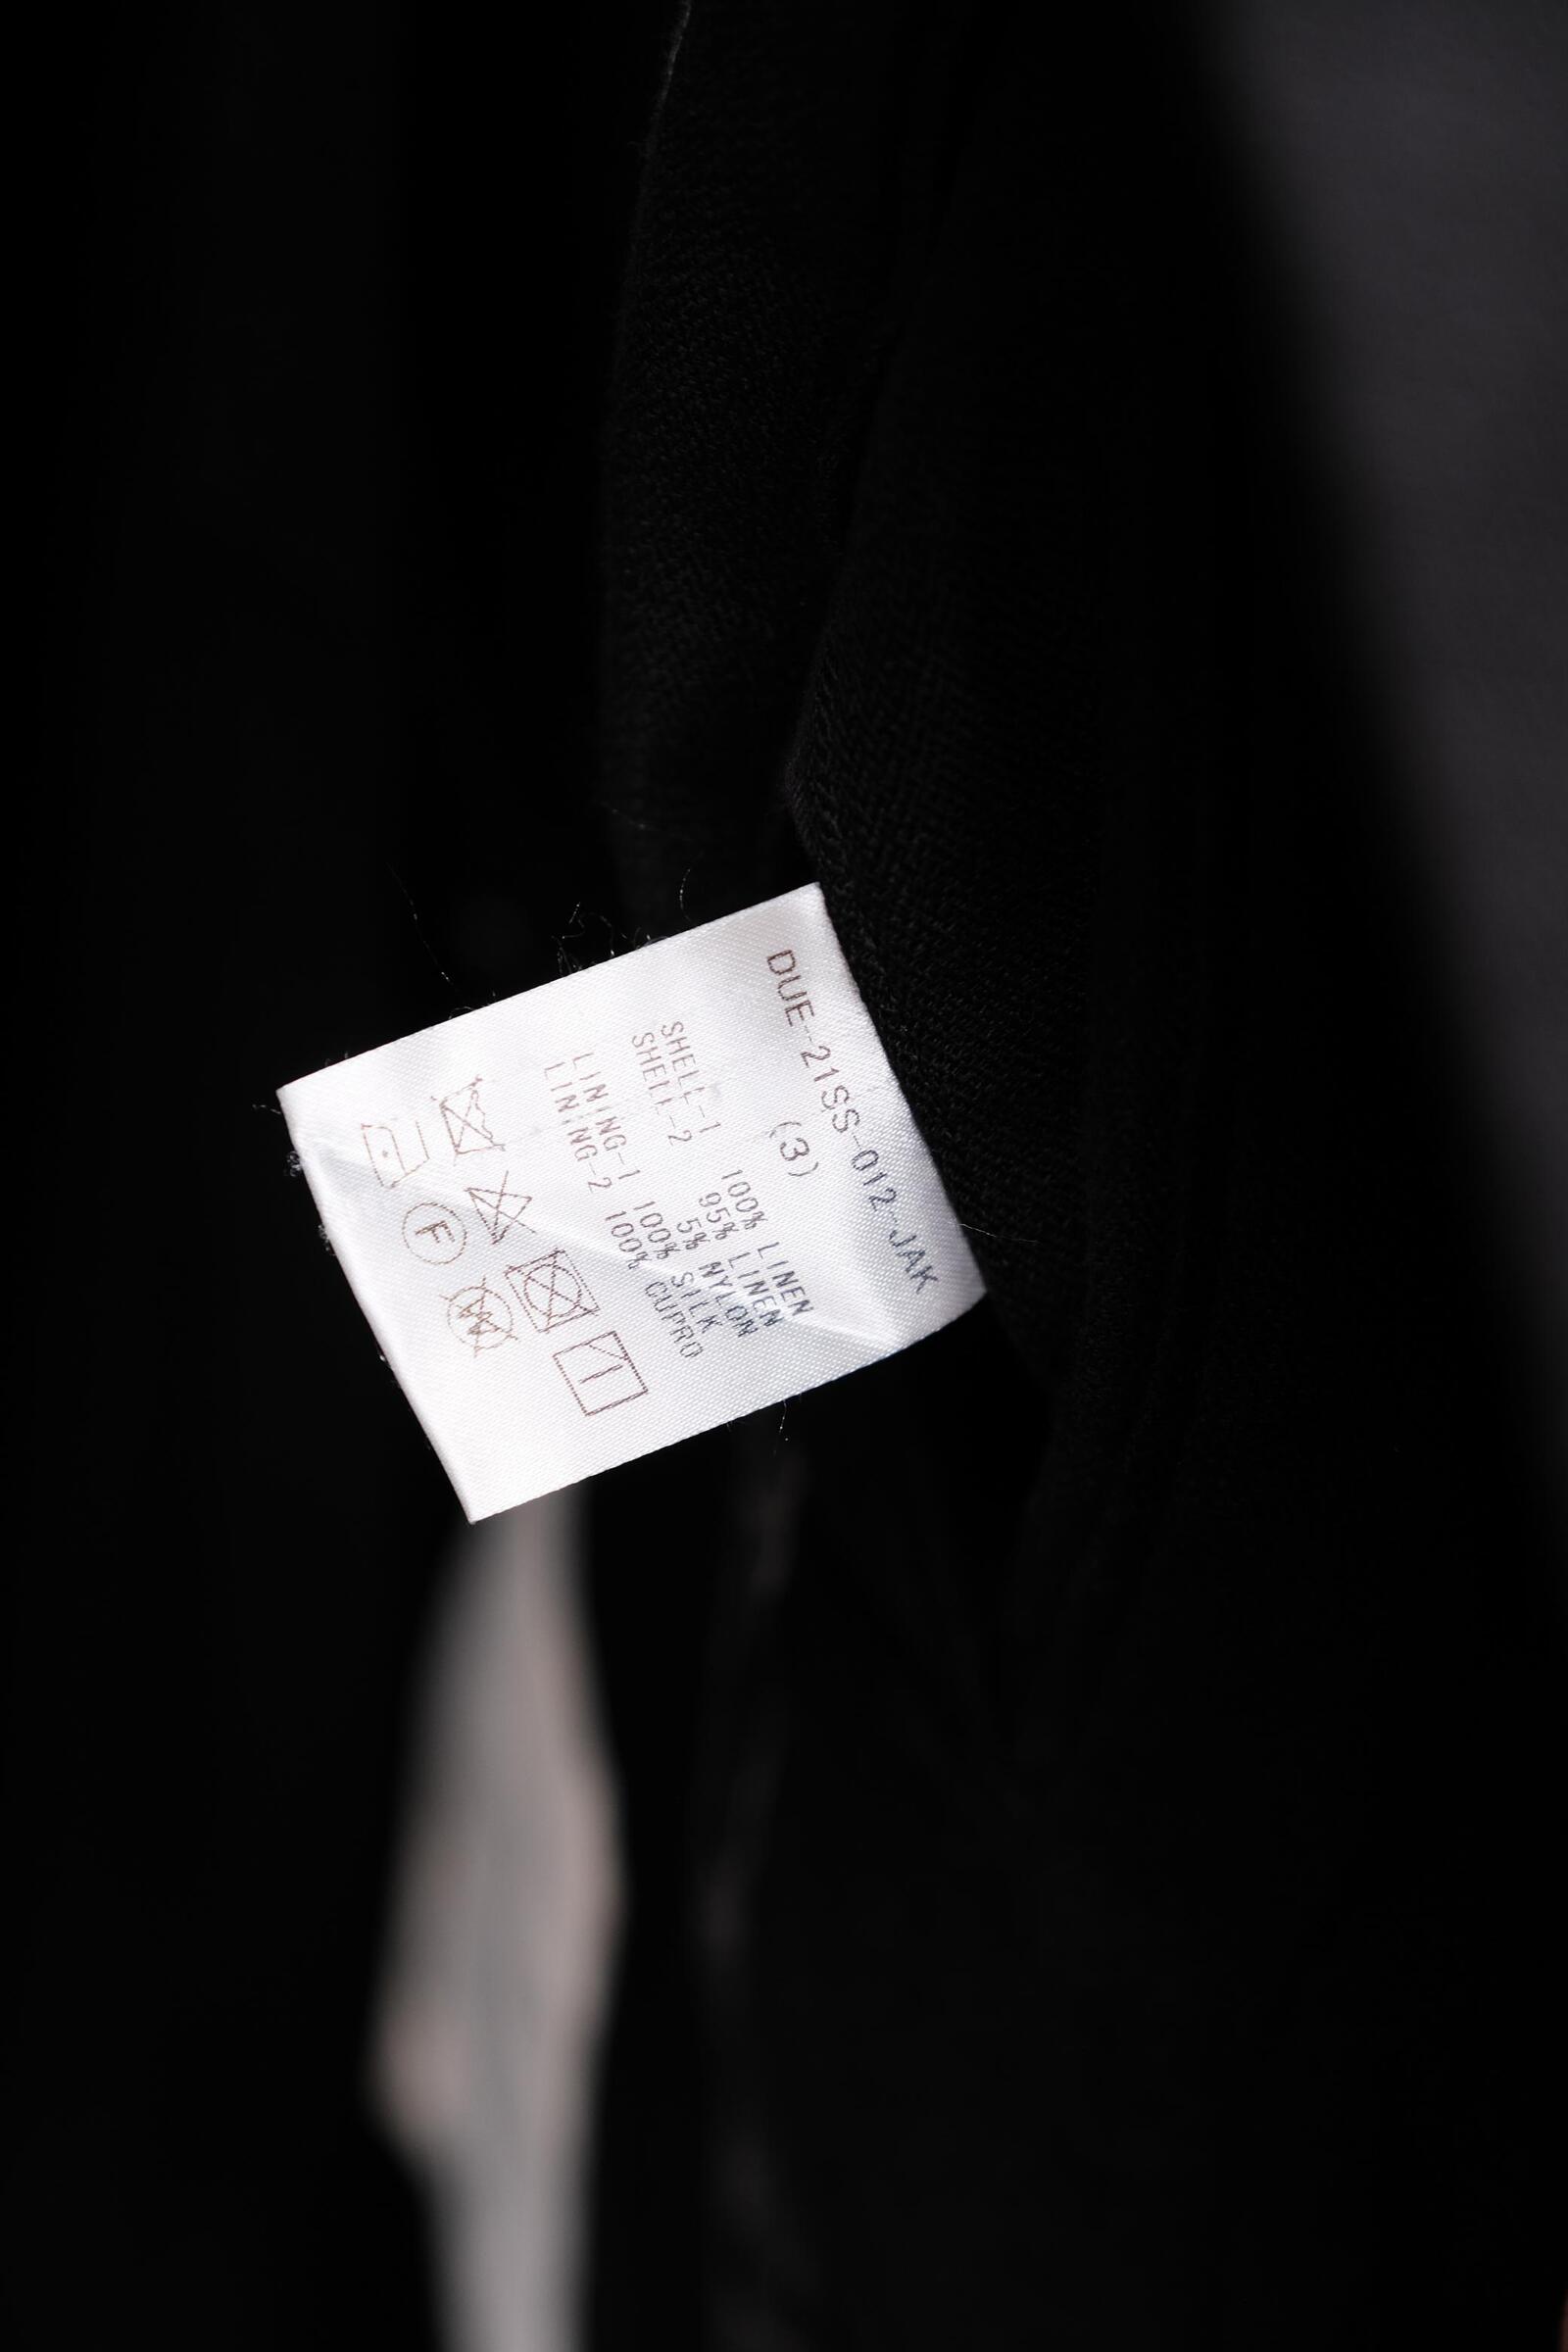 DUE-21SS-012-JAK
(3)
SHELL-1 100% LINEN
SHELL-2 95% LINEN
5% NYLON
LINING-1 100% SILK
LINING-2 100% CUPRO
F
W